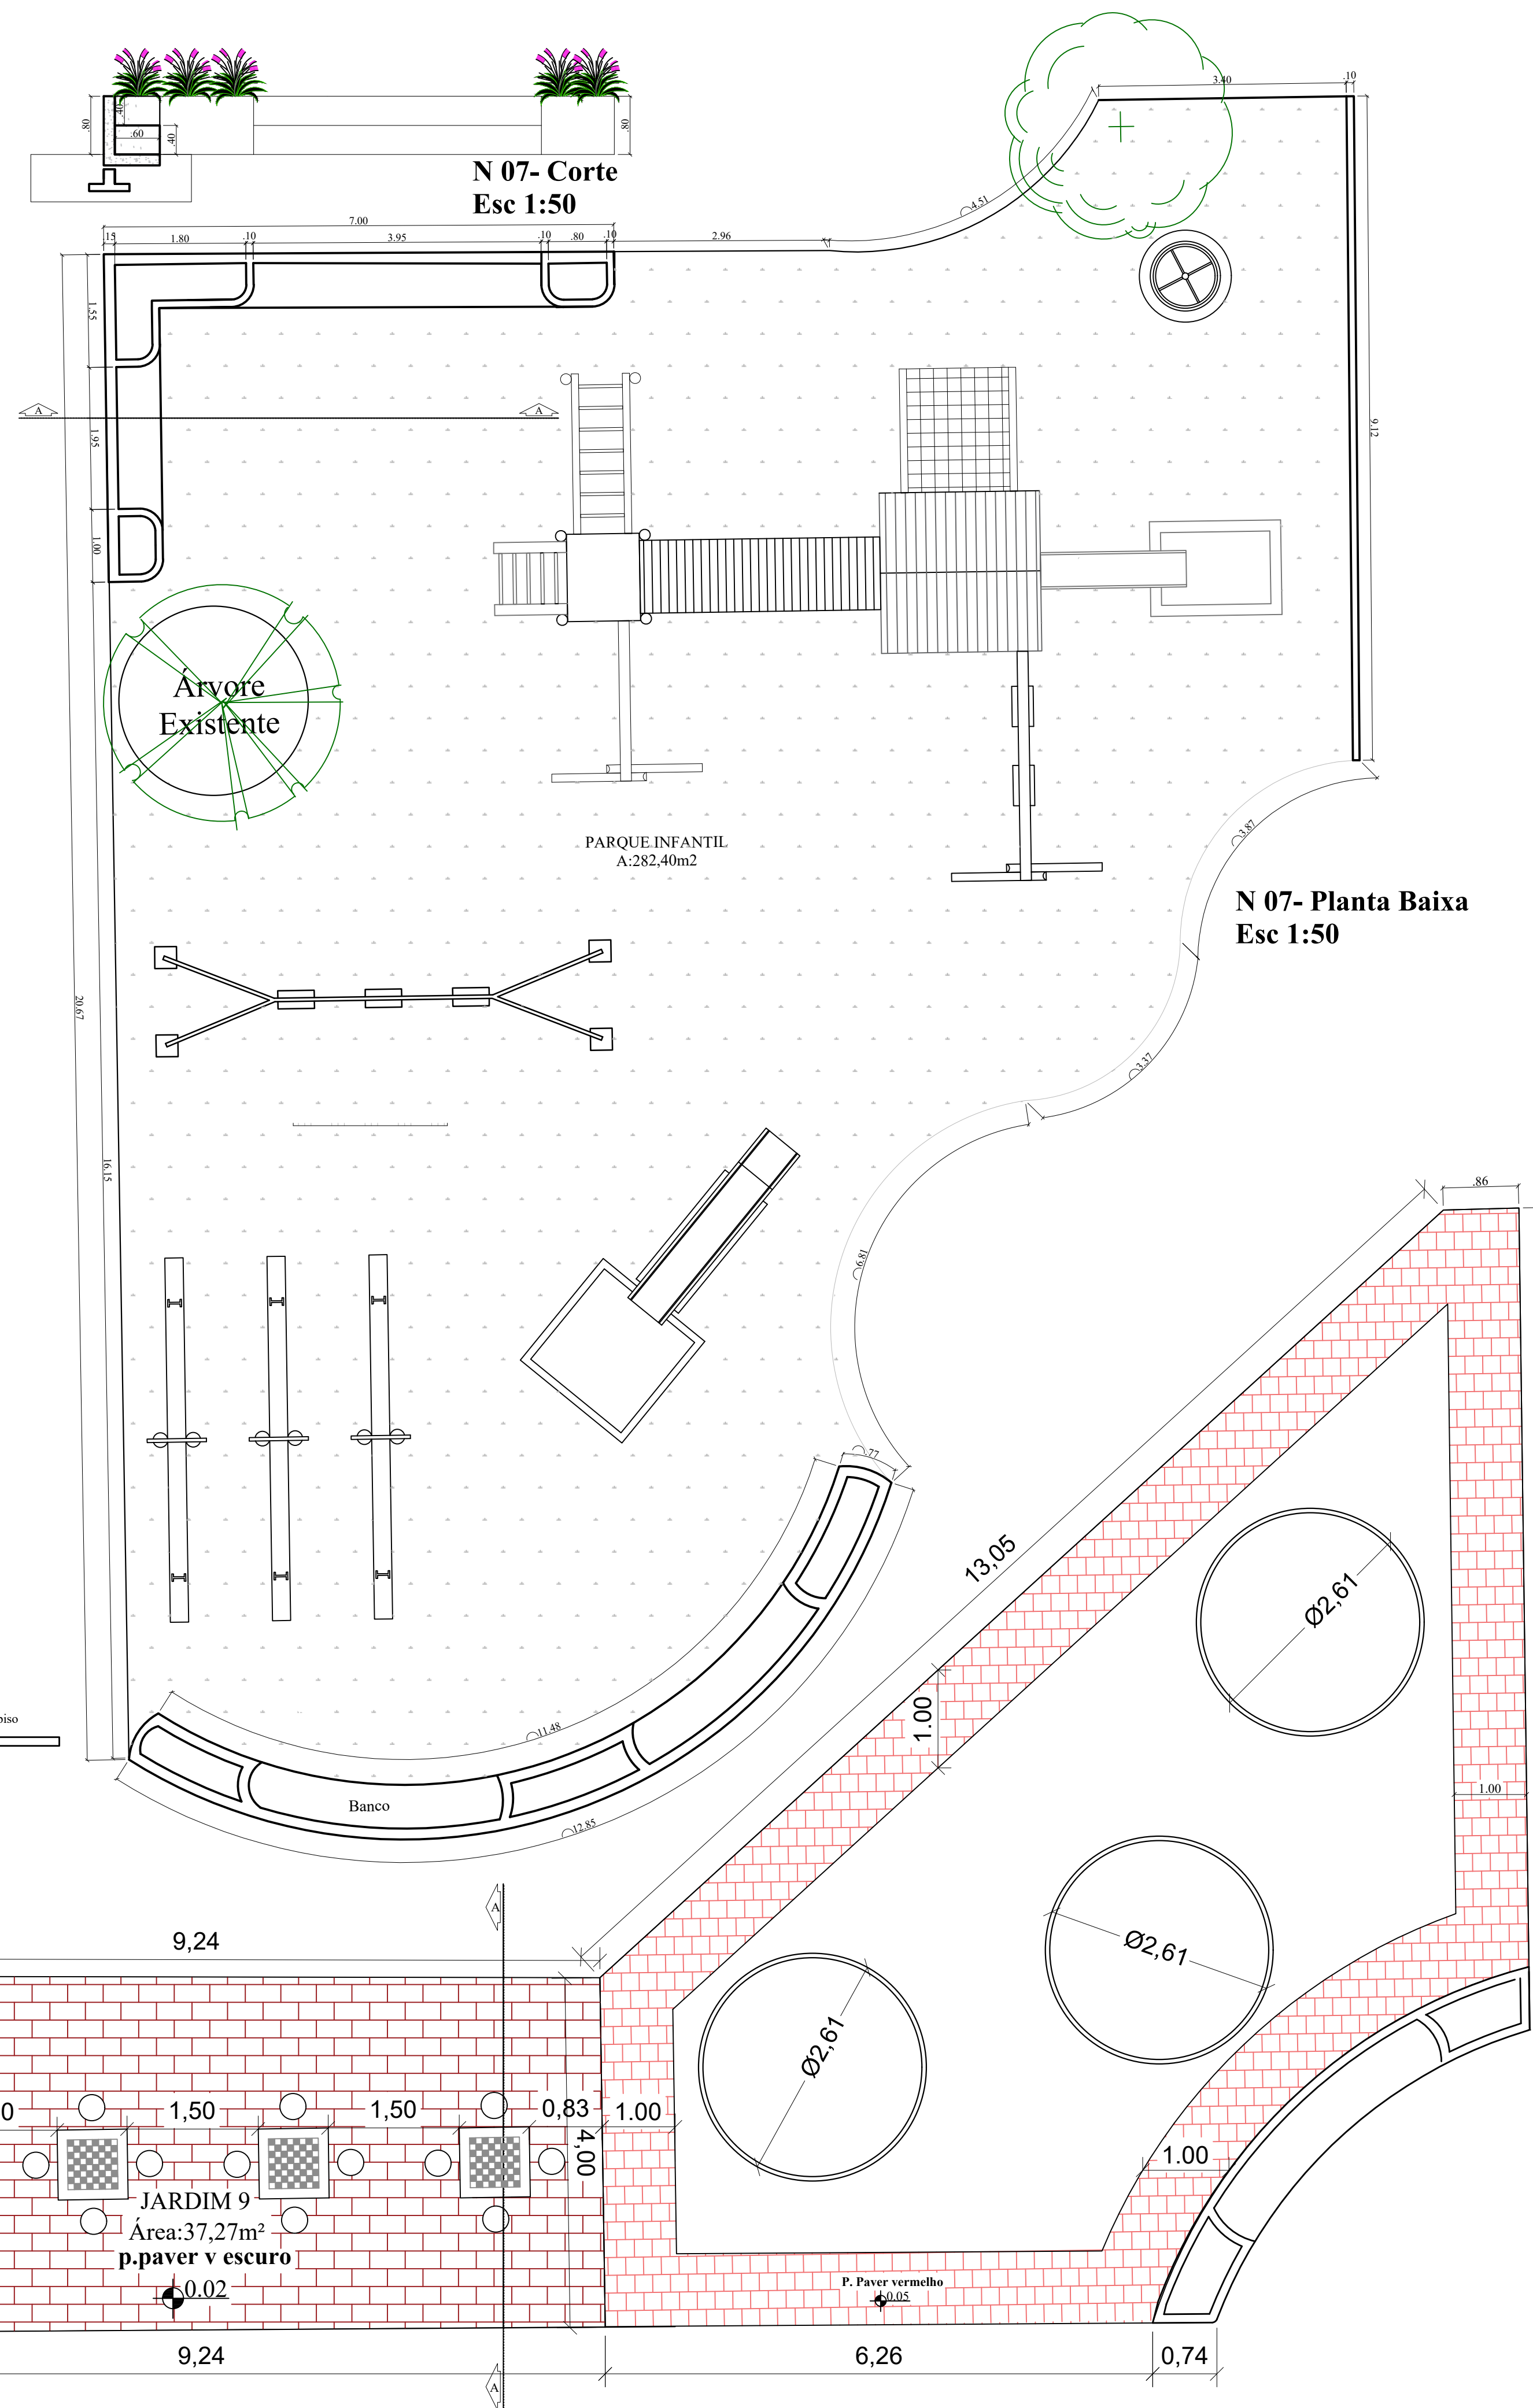 .40
.80
.60
.40
.80
N 07- Corte
Esc 1:50
3.40
.10
4.51
7.00
.15
1.80
.10
3.95
.10
.80
.10
2.96
1.55
1.95
1.00
A
A
9.12
Árvore
Existente
PARQUE INFANTIL
A:282,40m2
3.87
N 07- Planta Baixa
Esc 1:50
20.67
3.37
16.15
6.81
.86
.77
13,05
Ø2,61
1.00
piso
11.48
Banco
12.85
1.00
A
9,24
Ø2,61
Ø2,61
0
1,50
1,50
0,83
1.00
4,00
1.00
JARDIM 9
Área:37,27m²
p.paver v escuro
0.02
P. Paver vermelho
0.05
9,24
6,26
0,74
A